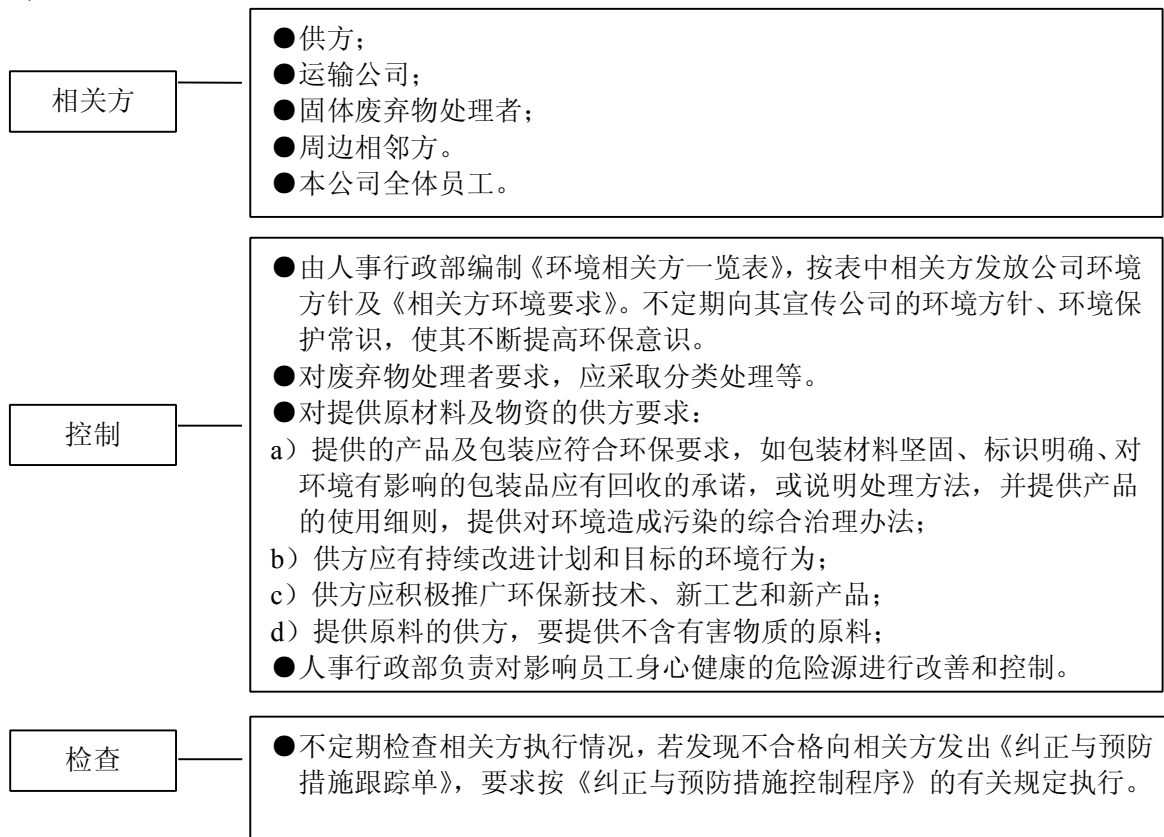 相关方
●供方；
●运输公司；
●固体废弃物处理者；
●周边相邻方。
●本公司全体员工。
控制
●由人事行政部编制《环境相关方一览表》，按表中相关方发放公司环境
方针及《相关方环境要求》。不定期向其宣传公司的环境方针、环境保
护常识，使其不断提高环保意识。
●对废弃物处理者要求，应采取分类处理等。
●对提供原材料及物资的供方要求：
a）提供的产品及包装应符合环保要求，如包装材料坚固、标识明确、对
环境有影响的包装品应有回收的承诺，或说明处理方法，并提供产品
的使用细则，提供对环境造成污染的综合治理办法；
b）供方应有持续改进计划和目标的环境行为；
c）供方应积极推广环保新技术、新工艺和新产品；
d）提供原料的供方，要提供不含有害物质的原料；
●人事行政部负责对影响员工身心健康的危险源进行改善和控制。
检查
●不定期检查相关方执行情况，若发现不合格向相关方发出《纠正与预防
措施跟踪单》，要求按《纠正与预防措施控制程序》的有关规定执行。